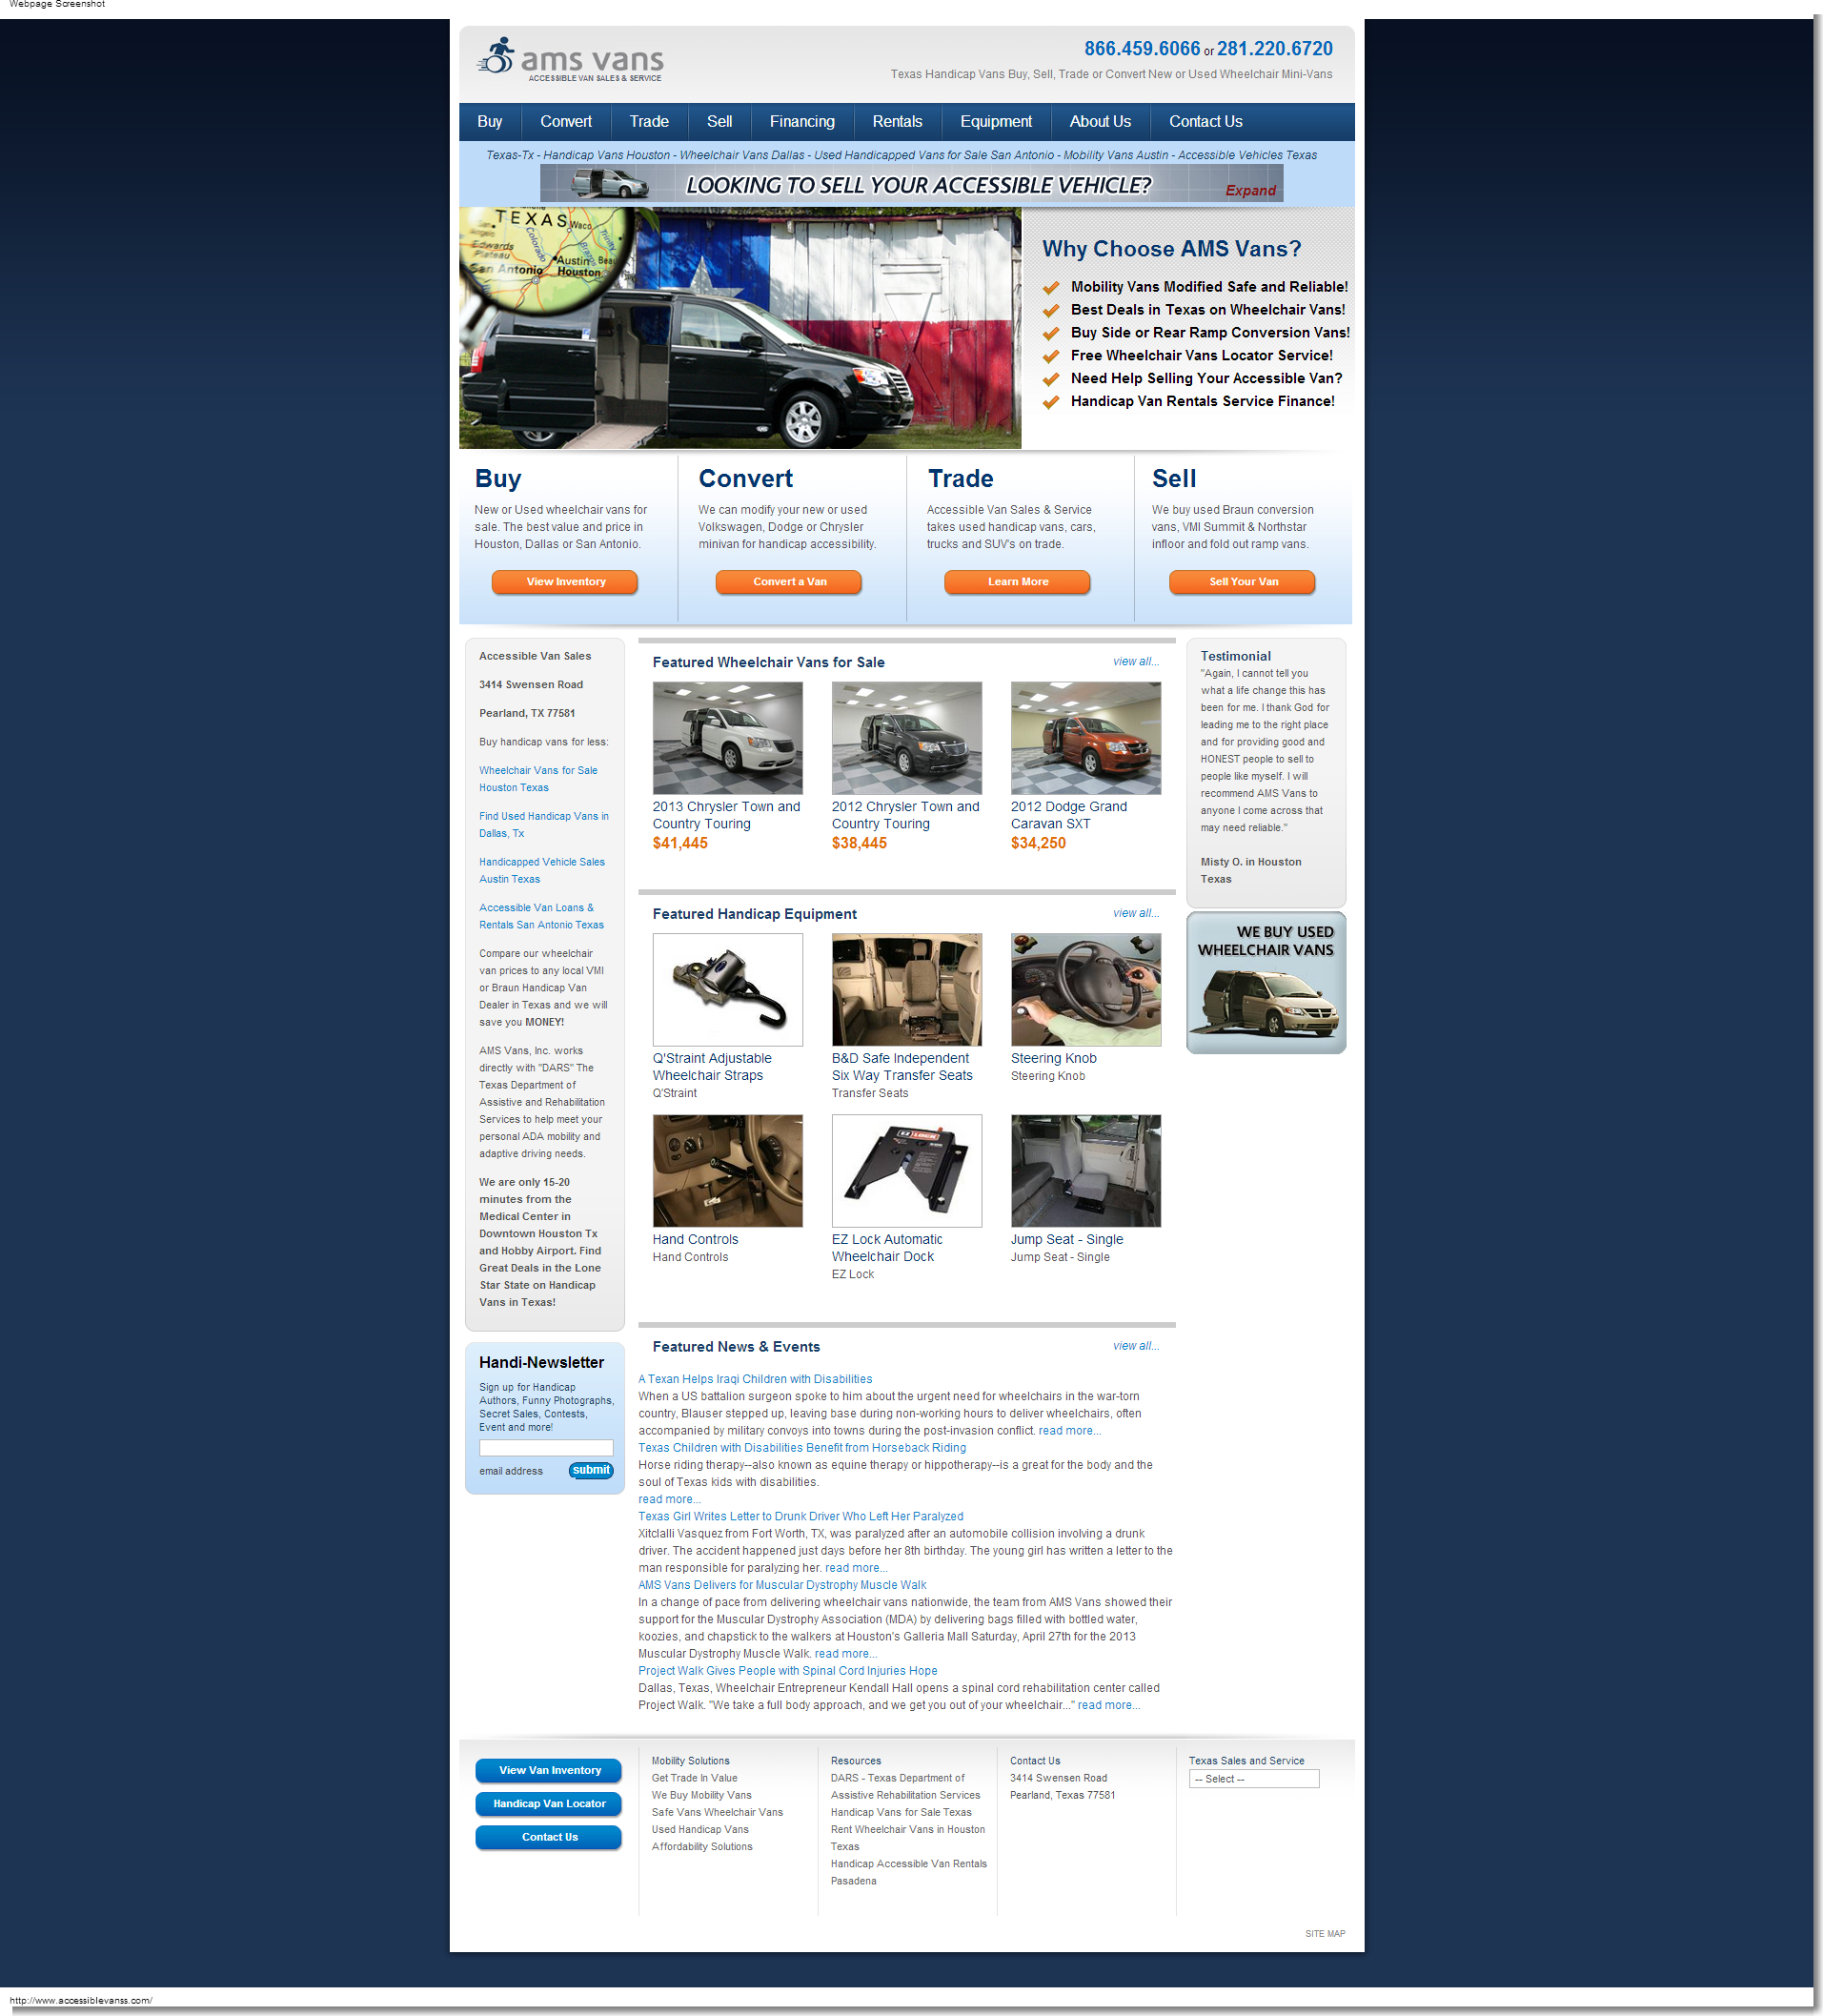 Webpage Screenshot
ams vans
ACCESSIBLE VAN SALES & SERVICE
866.459.6066 or 281.220.6720
Texas Handicap Vans Buy, Sell, Trade or Convert New or Used Wheelchair Mini-Vans
Buy
Convert
Trade
Sell
Financing
Rentals
Equipment
About Us
Contact Us
Texas-Tx - Handicap Vans Houston - Wheelchair Vans Dallas - Used Handicapped Vans for Sale San Antonio - Mobility Vans Austin - Accessible Vehicles Texas
LOOKING TO SELL YOUR ACCESSIBLE VEHICLE?
Expand
TEXAS
Waco
Trinity
Edwards
Plateau
Colorado
Austin
San Antonio
Houston
Why Choose AMS Vans?
Mobility Vans Modified Safe and Reliable!
Best Deals in Texas on Wheelchair Vans!
Buy Side or Rear Ramp Conversion Vans!
Free Wheelchair Vans Locator Service!
Need Help Selling Your Accessible Van?
Handicap Van Rentals Service Finance!
Buy
New or Used wheelchair vans for
sale. The best value and price in
Houston, Dallas or San Antonio.
View Inventory
Convert
We can modify your new or used
Volkswagen, Dodge or Chrysler
minivan for handicap accessibility.
Convert a Van
Trade
Accessible Van Sales & Service
takes used handicap vans, cars,
trucks and SUV's on trade.
Learn More
Sell
We buy used Braun conversion
vans, VMI Summit & Northstar
infloor and fold out ramp vans.
Sell Your Van
Accessible Van Sales
3414 Swensen Road
Pearland, TX 77581
Buy handicap vans for less:
Wheelchair Vans for Sale
Houston Texas
Find Used Handicap Vans in
Dallas, Tx
Handicapped Vehicle Sales
Austin Texas
Accessible Van Loans &
Rentals San Antonio Texas
Compare our wheelchair
van prices to any local VMI
or Braun Handicap Van
Dealer in Texas and we will
save you MONEY!
AMS Vans, Inc. works
directly with "DARS" The
Texas Department of
Assistive and Rehabilitation
Services to help meet your
personal ADA mobility and
adaptive driving needs.
We are only 15-20
minutes from the
Medical Center in
Downtown Houston Tx
and Hobby Airport. Find
Great Deals in the Lone
Star State on Handicap
Vans in Texas!
Handi-Newsletter
Sign up for Handicap
Authors, Funny Photographs,
Secret Sales, Contests,
Event and more!
email address
submit
Featured Wheelchair Vans for Sale
view all...
2013 Chrysler Town and
Country Touring
$41,445
2012 Chrysler Town and
Country Touring
$38,445
2012 Dodge Grand
Caravan SXT
$34,250
Featured Handicap Equipment
view all...
Q'Straint Adjustable
Wheelchair Straps
Q'Straint
B&D Safe Independent
Six Way Transfer Seats
Transfer Seats
Steering Knob
Steering Knob
Hand Controls
Hand Controls
EZ LOCK
EZ Lock Automatic
Wheelchair Dock
EZ Lock
Jump Seat - Single
Jump Seat - Single
Featured News & Events
view all...
A Texan Helps Iraqi Children with Disabilities
When a US battalion surgeon spoke to him about the urgent need for wheelchairs in the war-torn
country, Blauser stepped up, leaving base during non-working hours to deliver wheelchairs, often
accompanied by military convoys into towns during the post-invasion conflict. read more...
Texas Children with Disabilities Benefit from Horseback Riding
Horse riding therapy--also known as equine therapy or hippotherapy--is a great for the body and the
soul of Texas kids with disabilities.
read more...
Texas Girl Writes Letter to Drunk Driver Who Left Her Paralyzed
Xitclalli Vasquez from Fort Worth, TX, was paralyzed after an automobile collision involving a drunk
driver. The accident happened just days before her 8th birthday. The young girl has written a letter to the
man responsible for paralyzing her. read more...
AMS Vans Delivers for Muscular Dystrophy Muscle Walk
In a change of pace from delivering wheelchair vans nationwide, the team from AMS Vans showed their
support for the Muscular Dystrophy Association (MDA) by delivering bags filled with bottled water,
koozies, and chapstick to the walkers at Houston's Galleria Mall Saturday, April 27th for the 2013
Muscular Dystrophy Muscle Walk. read more...
Project Walk Gives People with Spinal Cord Injuries Hope
Dallas, Texas, Wheelchair Entrepreneur Kendall Hall opens a spinal cord rehabilitation center called
Project Walk. "We take a full body approach, and we get you out of your wheelchair..." read more...
Testimonial
"Again, I cannot tell you
what a life change this has
been for me. I thank God for
leading me to the right place
and for providing good and
HONEST people to sell to
people like myself. I will
recommend AMS Vans to
anyone I come across that
may need reliable."
Misty O. in Houston
Texas
WE BUY USED
WHEELCHAIR VANS
View Van Inventory
Handicap Van Locator
Contact Us
Mobility Solutions
Get Trade In Value
We Buy Mobility Vans
Safe Vans Wheelchair Vans
Used Handicap Vans
Affordability Solutions
Resources
DARS - Texas Department of
Assistive Rehabilitation Services
Handicap Vans for Sale Texas
Rent Wheelchair Vans in Houston
Texas
Handicap Accessible Van Rentals
Pasadena
Contact Us
3414 Swensen Road
Pearland, Texas 77581
Texas Sales and Service
-- Select --
SITE MAP
http://www.accessiblevanss.com/